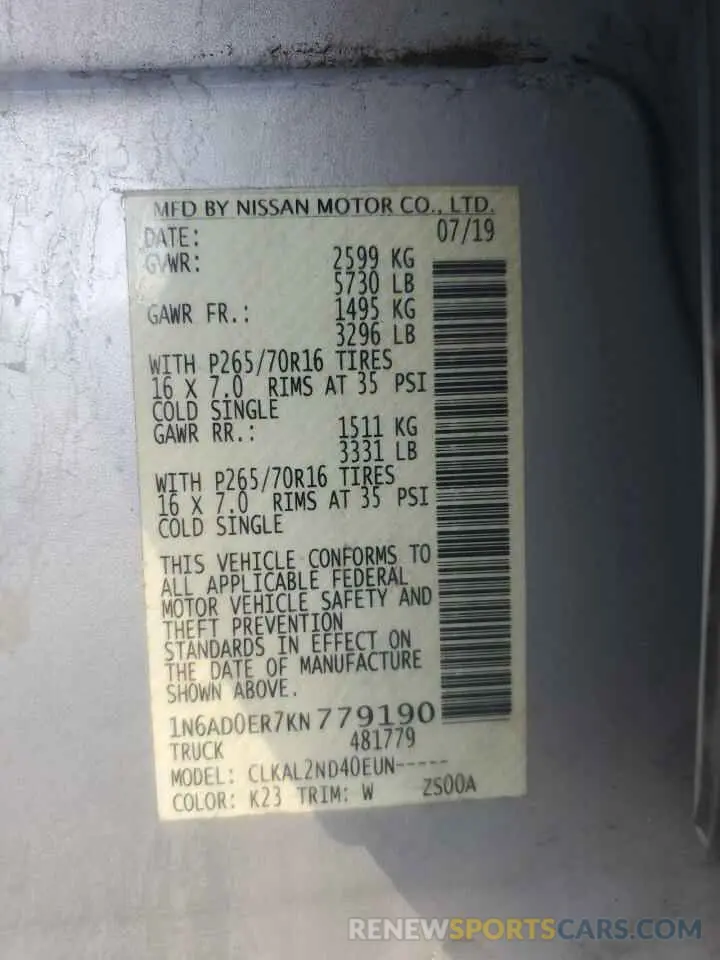 MFD BY NISSAN MOTOR CO., LTD.
DATE: 07/19
GVWR: 2599 KG
5730 LB
GAWR FR.: 1495 KG
3296 LB
WITH P265/70R16 TIRES
16 X 7.0 RIMS AT 35 PSI
COLD SINGLE
GAWR RR.: 1511 KG
3331 LB
WITH P265/70R16 TIRES
16 X 7.0 RIMS AT 35 PSI
COLD SINGLE
THIS VEHICLE CONFORMS TO
ALL APPLICABLE FEDERAL
MOTOR VEHICLE SAFETY AND
THEFT PREVENTION
STANDARDS IN EFFECT ON
THE DATE OF MANUFACTURE
SHOWN ABOVE.
1N6AD0ER7KN 779190
TRUCK 481779
MODEL: CLKAL2ND40EUN-----
COLOR: K23 TRIM: W ZS00A
RENEWSPORTSCARS.COM